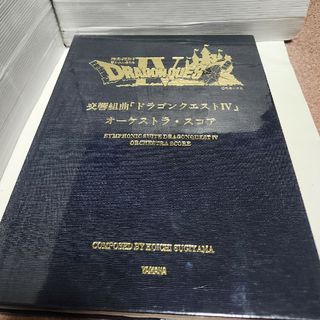 DRAGON QUEST
IV
交響組曲「ドラゴンクエストIV」
オーケストラ・スコア
SYMPHONIC SUITE DRAGONQUEST IV
ORCHESTRA SCORE
COMPOSED BY KOICHI SUGIYAMA
YAMAHA